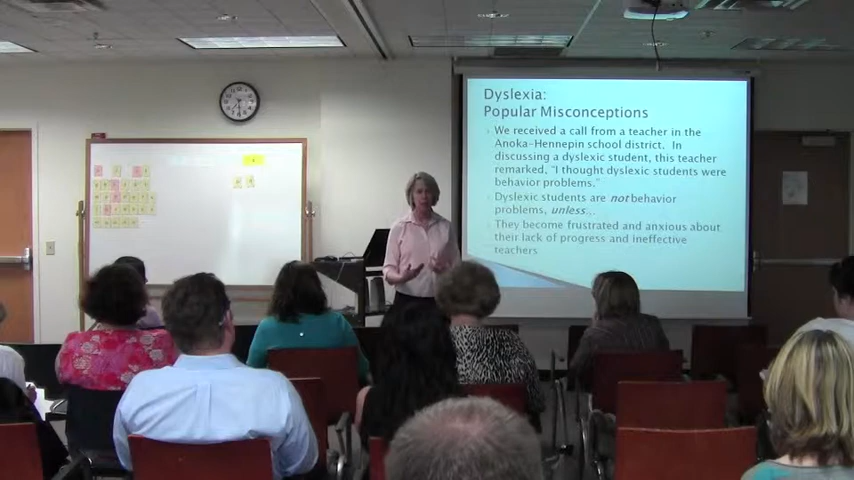 Dyslexia:
Popular Misconceptions
We received a call from a teacher in the
Anoka-Hennepin school district. In
discussing a dyslexic student, this teacher
remarked, "I thought dyslexic students were
behavior problems."
Dyslexic students are not behavior
problems, unless...
They become frustrated and anxious about
their lack of progress and ineffective
teachers